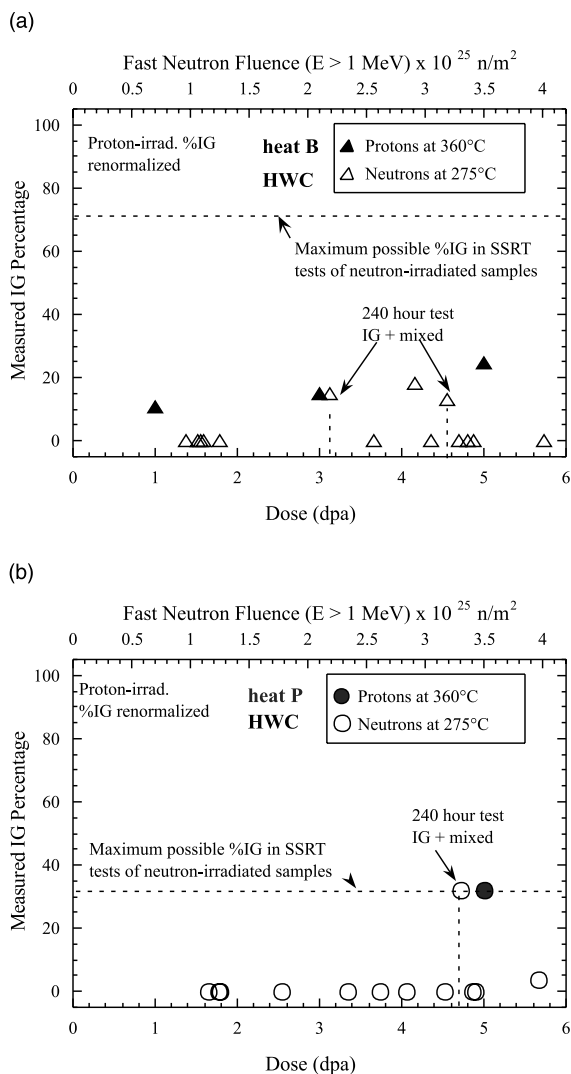 (a)
Fast Neutron Fluence (E > 1 MeV) x 10 25 n/m2
0 0.5 1 1.5 2 2.5 3 3.5 4
100
80
60
40
20
0
Measured IG Percentage
Proton-irrad. %IG
renormalized
heat B
HWC
Protons at 360°C
Neutrons at 275°C
Maximum possible %IG in SSRT
tests of neutron-irradiated samples
240 hour test
IG + mixed
0 1 2 3 4 5 6
Dose (dpa)
(b)
Fast Neutron Fluence (E > 1 MeV) x 10 25 n/m2
0 0.5 1 1.5 2 2.5 3 3.5 4
100
80
60
40
20
0
Measured IG Percentage
Proton-irrad.
%IG renormalized
heat P
HWC
Protons at 360°C
Neutrons at 275°C
240 hour test
IG + mixed
Maximum possible %IG in SSRT
tests of neutron-irradiated samples
0 1 2 3 4 5 6
Dose (dpa)